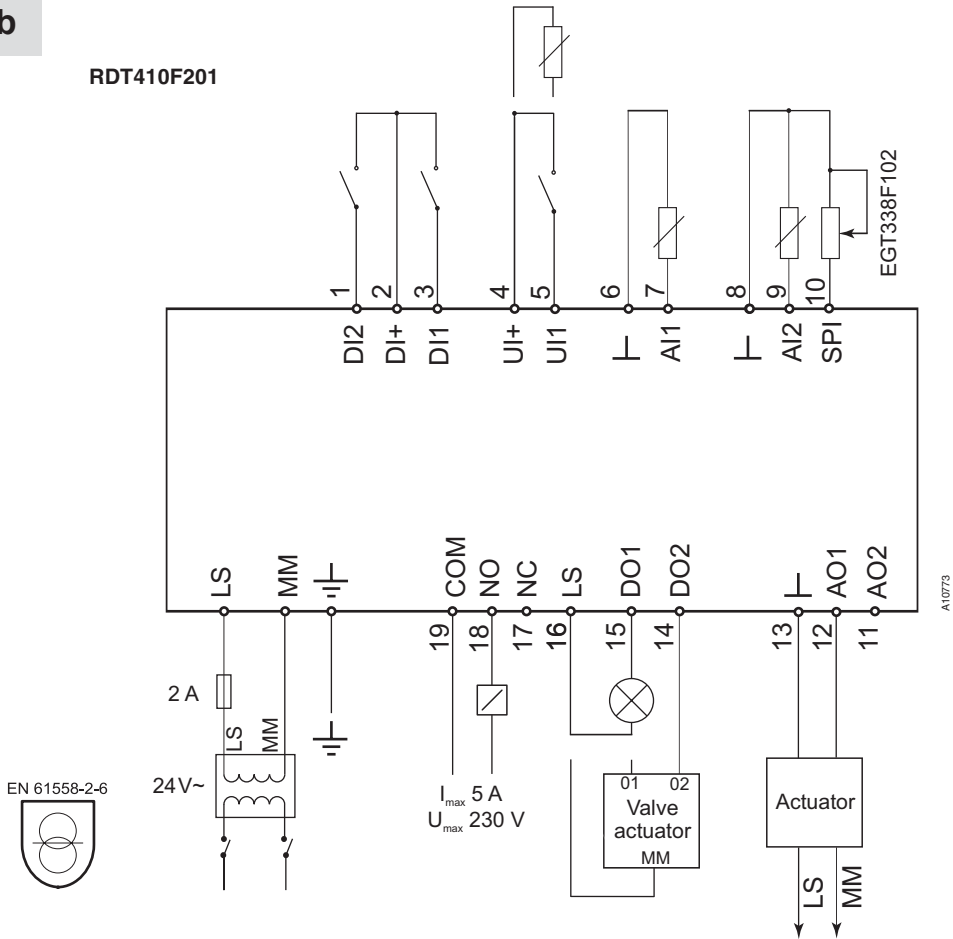 b
RDT410F201
EGT338F102
1 2 3 4 5 6 7 8 9 10
DI2 DI+ DI1 UI+ UI1 AI1 AI2 SPI
A10773
LS MM COM NO NC LS DO1 DO2 AO1 AO2
19 18 17 16 15 14 13 12 11
2 A
LS MM
24V~
EN 61558-2-6
Imax 5 A
Umax 230 V
01 02
Valve
actuator
MM
Actuator
LS MM